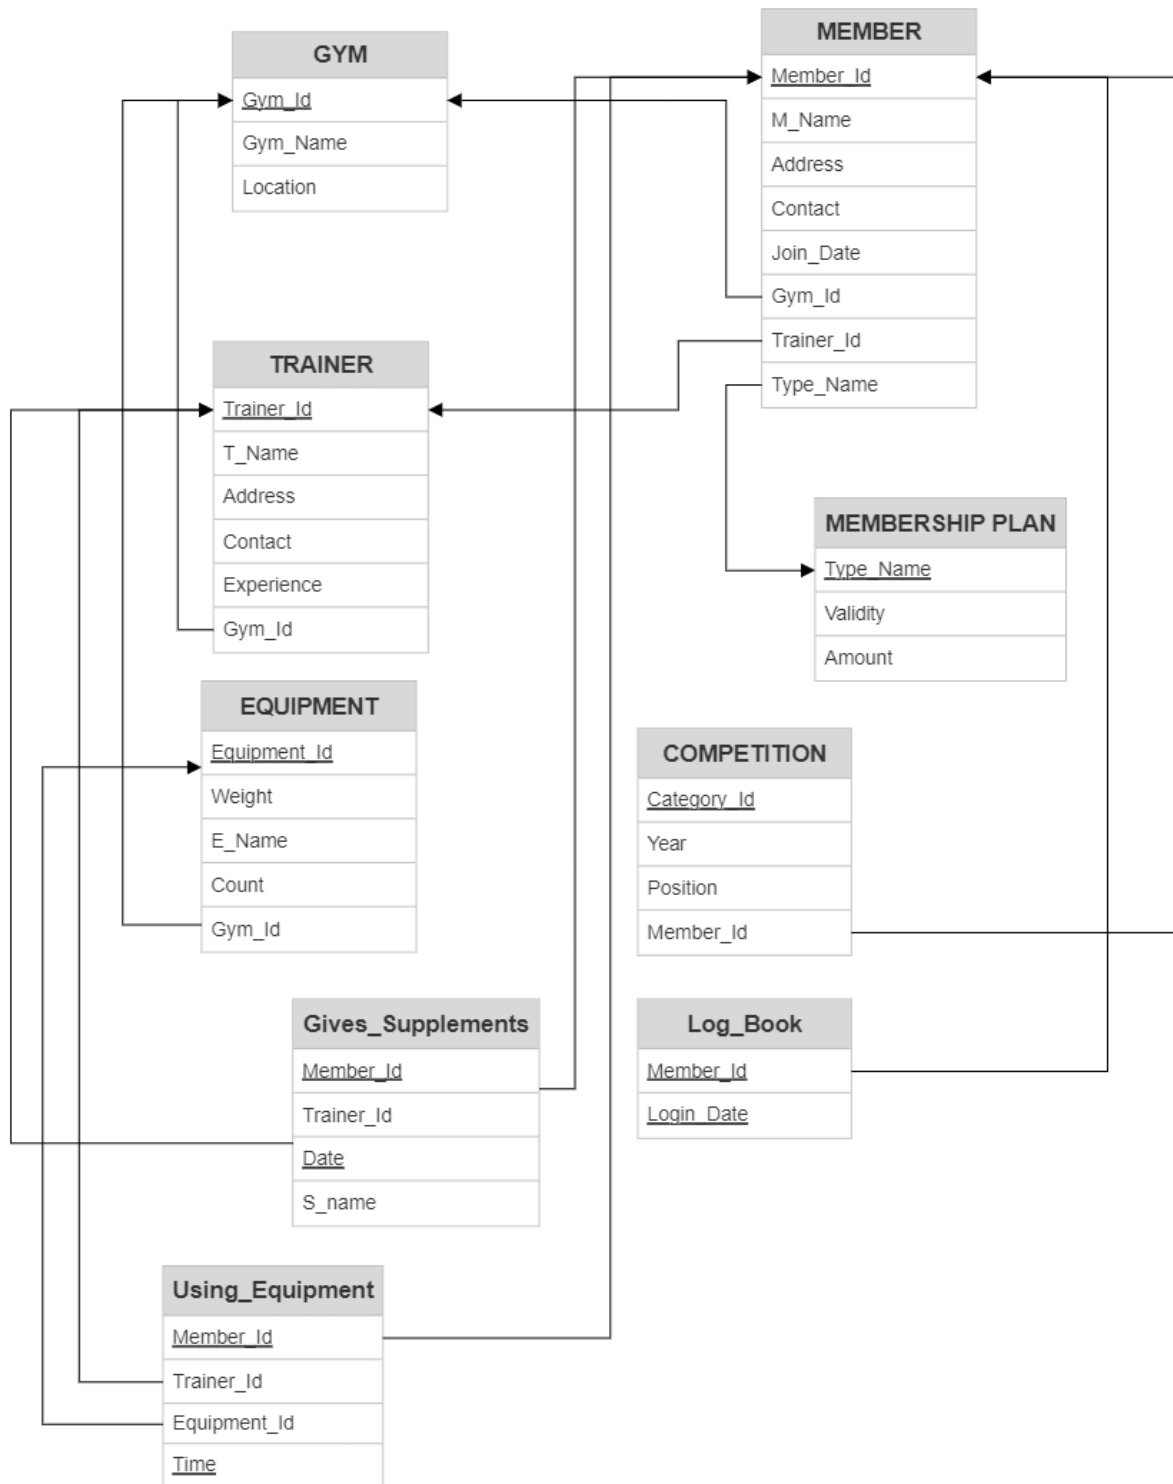 GYM
Gym_Id
Gym_Name
Location
MEMBER
Member_Id
M_Name
Address
Contact
Join_Date
Gym_Id
Trainer_Id
Type_Name
TRAINER
Trainer_Id
T_Name
Address
Contact
Experience
Gym_Id
MEMBERSHIP PLAN
Type_Name
Validity
Amount
EQUIPMENT
Equipment_Id
Weight
E_Name
Count
Gym_Id
COMPETITION
Category_Id
Year
Position
Member_Id
Gives_Supplements
Member_Id
Trainer_Id
Date
S_name
Log_Book
Member_Id
Login_Date
Using_Equipment
Member_Id
Trainer_Id
Equipment_Id
Time